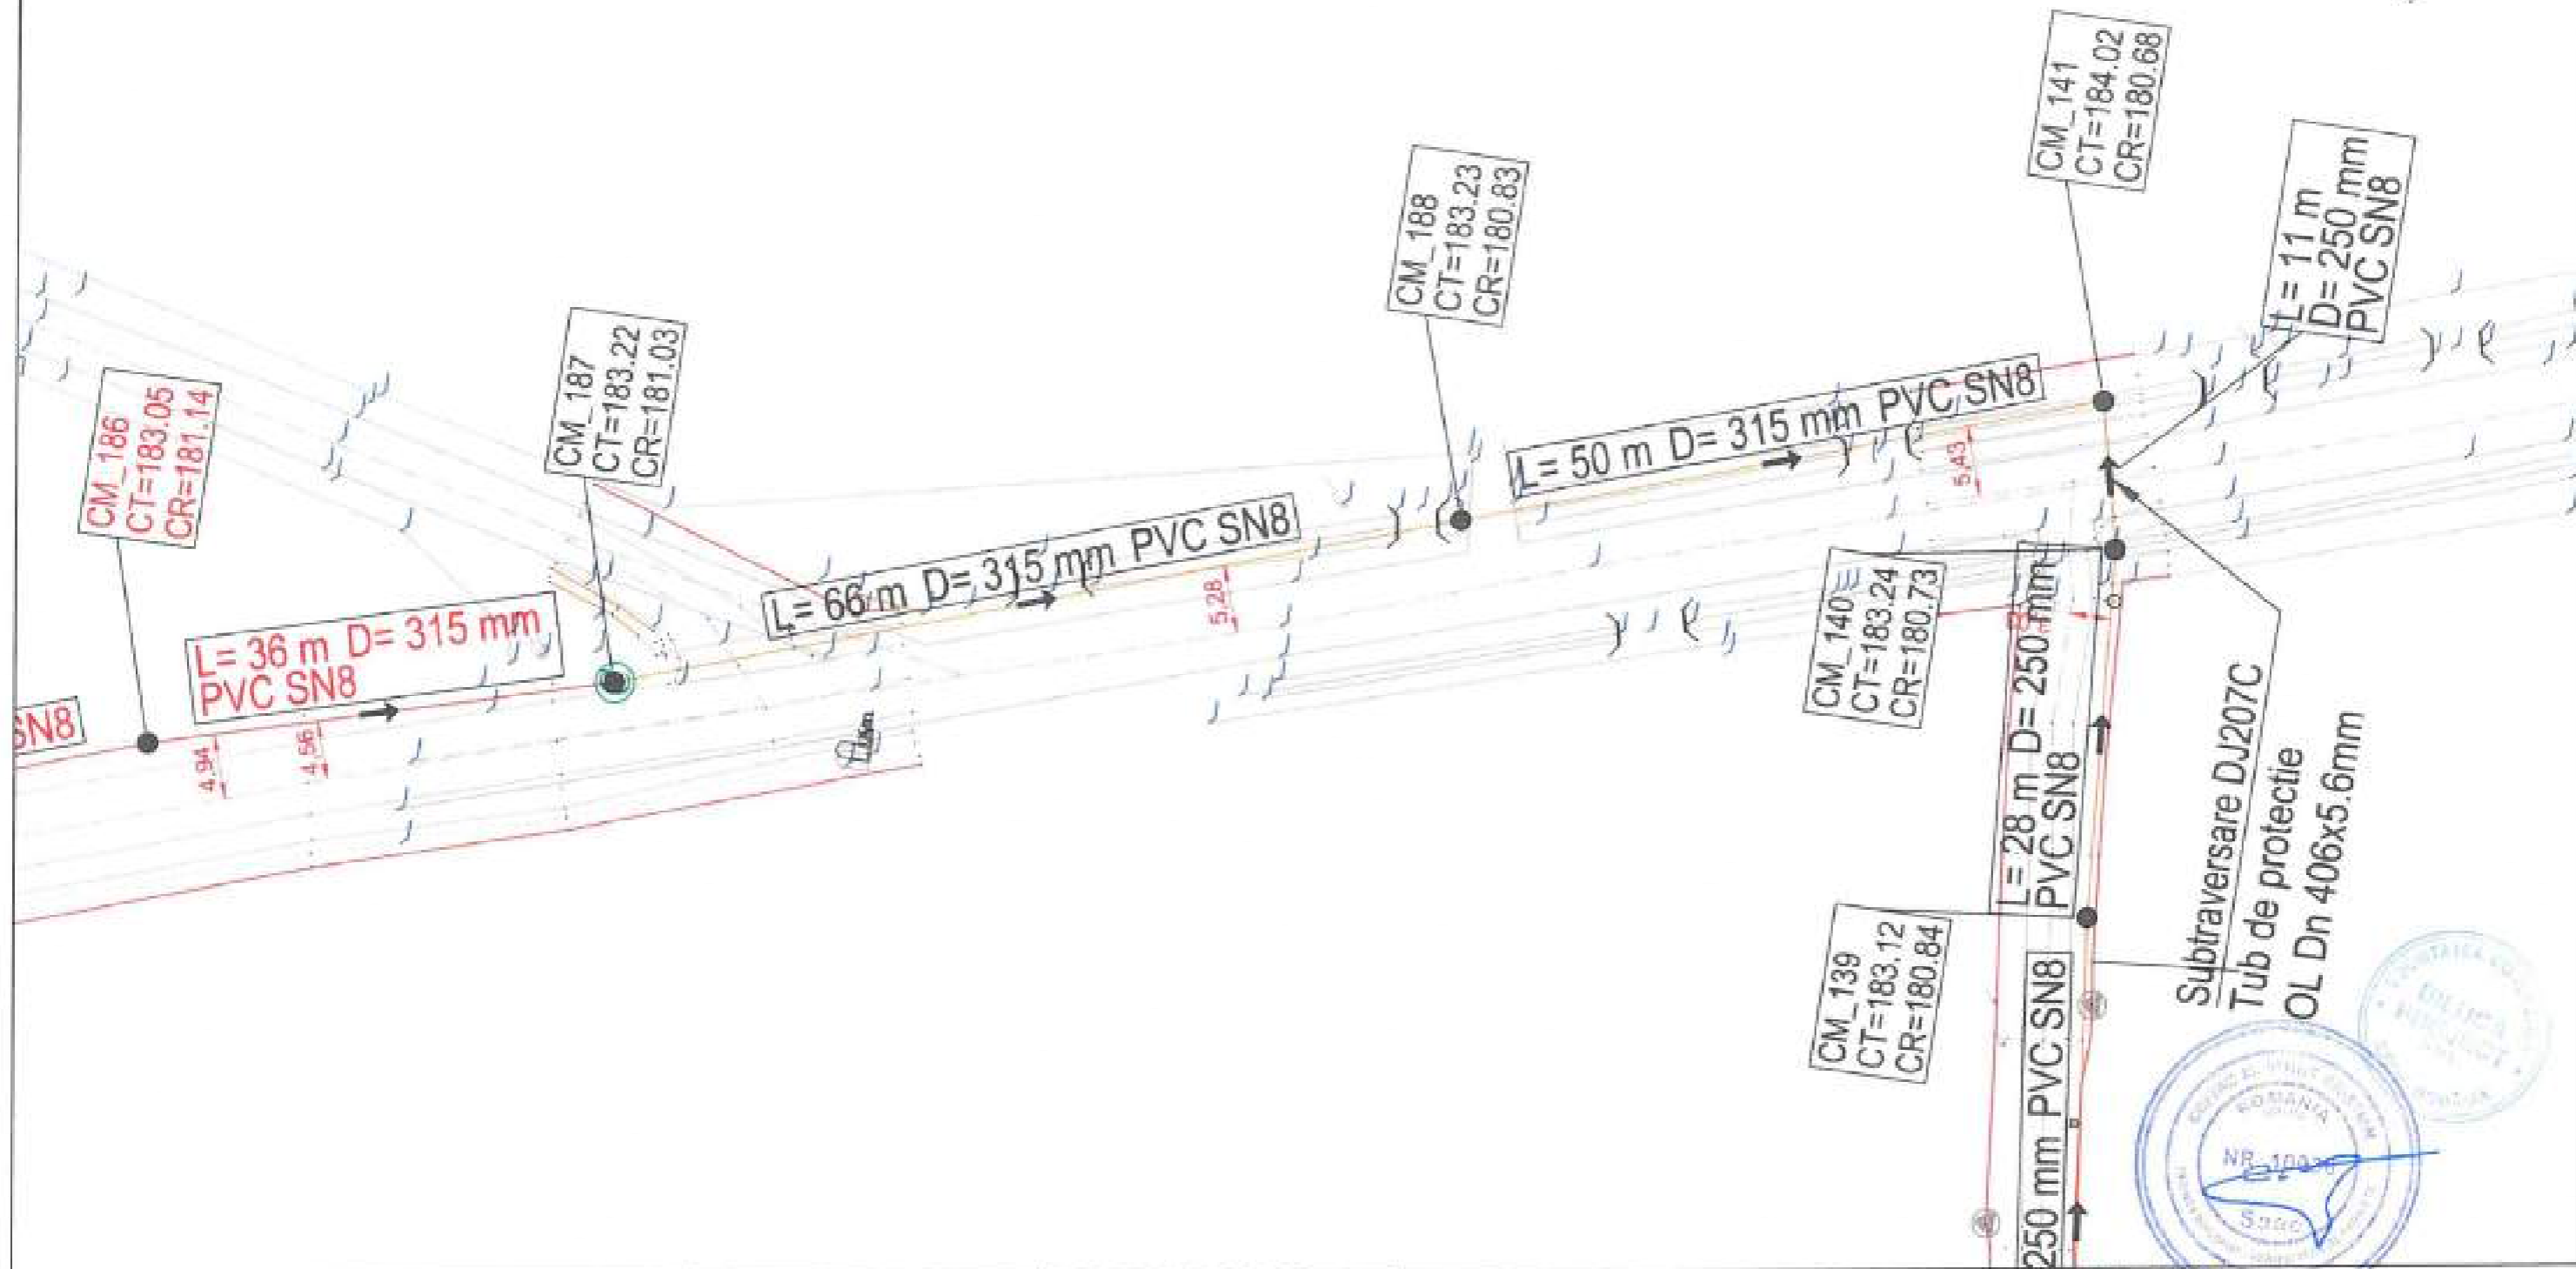 CM_186
CT=183.05
CR=181.14
CM_187
CT=183.22
CR=181.03
CM_188
CT=183.23
CR=180.83
CM_141
CT=184.02
CR=180.68
L= 11 m
D= 250 mm
PVC SN8
SN8
L= 36 m D= 315 mm
PVC SN8
4.94
4.56
L= 66 m D= 315 mm PVC SN8
5.28
L= 50 m D= 315 mm PVC SN8
5.43
CM_140
CT=183.24
CR=180.73
L= 28 m D= 250 mm
PVC SN8
CM_139
CT=183.12
CR=180.84
250 mm PVC SN8
Subtraversare DJ207C
Tub de protectie
OL Dn 406x5.6mm
ROMANIA
NR.